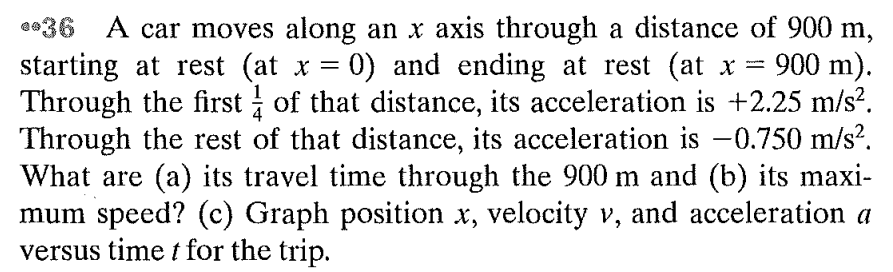 ••36 A car moves along an x axis through a distance of 900 m,
starting at rest (at x = 0) and ending at rest (at x = 900 m).
Through the first 1/4 of that distance, its acceleration is +2.25 m/s².
Through the rest of that distance, its acceleration is −0.750 m/s².
What are (a) its travel time through the 900 m and (b) its maxi-
mum speed? (c) Graph position x, velocity v, and acceleration a
versus time t for the trip.